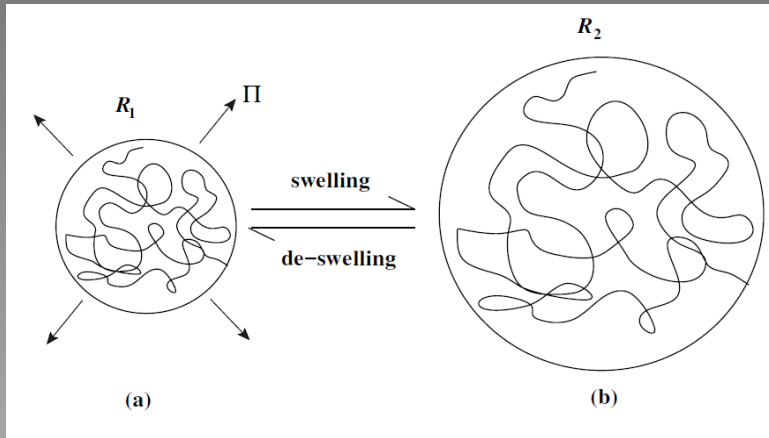 R₁
Π
R₂
swelling
de-swelling
(a)
(b)